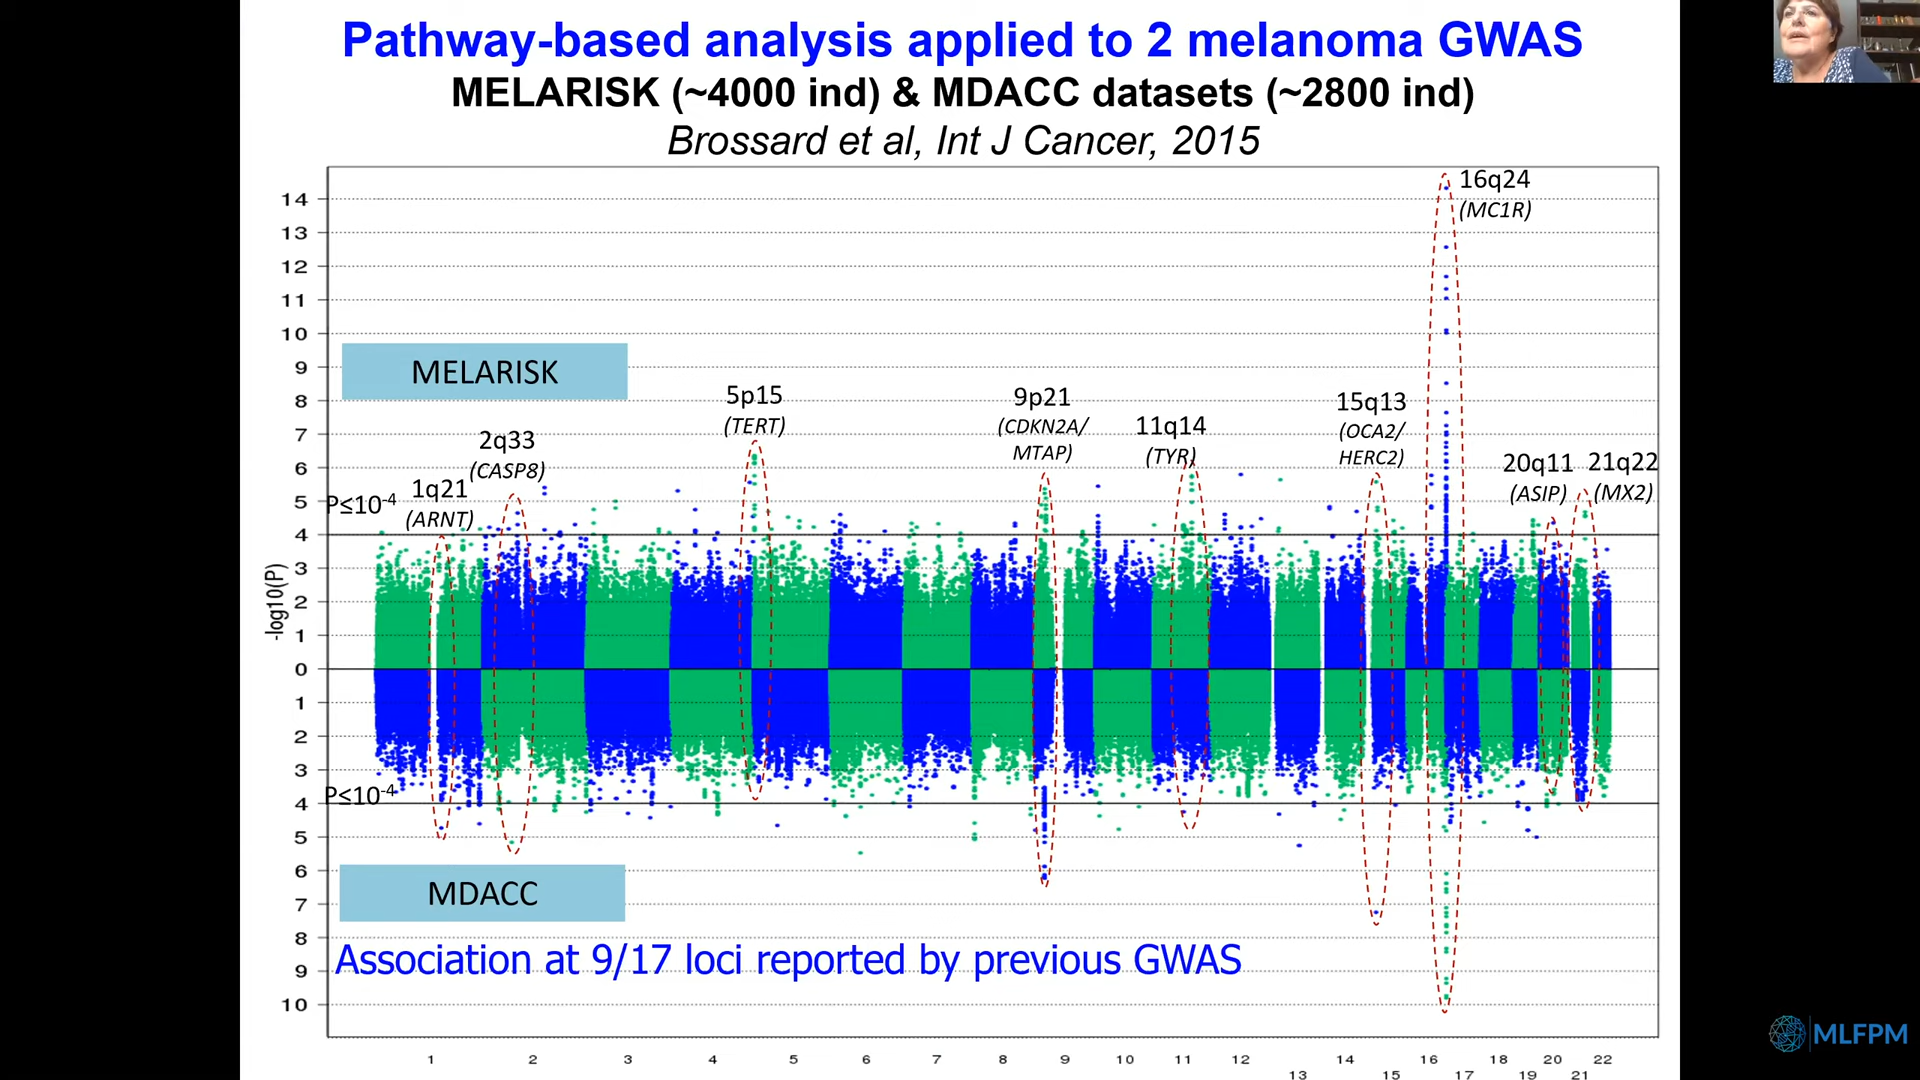 Pathway-based analysis applied to 2 melanoma GWAS
MELARISK (~4000 ind) & MDACC datasets (~2800 ind)
Brossard et al, Int J Cancer, 2015
16q24
(MC1R)
14
13
12
11
10
9
8
7
6
5
4
3
2
1
0
1
2
3
4
5
6
7
8
9
10
-log10(P)
MELARISK
5p15
(TERT)
9p21
(CDKN2A/
MTAP)
11q14
(TYR)
15q13
(OCA2/
HERC2)
2q33
(CASP8)
1q21
(ARNT)
20q11
(ASIP)
21q22
(MX2)
P≤10-4
P≤10-4
MDACC
Association at 9/17 loci reported by previous GWAS
1 2 3 4 5 6 7 8 9 10 11 12 14 16 18 20 22
13 15 17 19 21
MLFPM